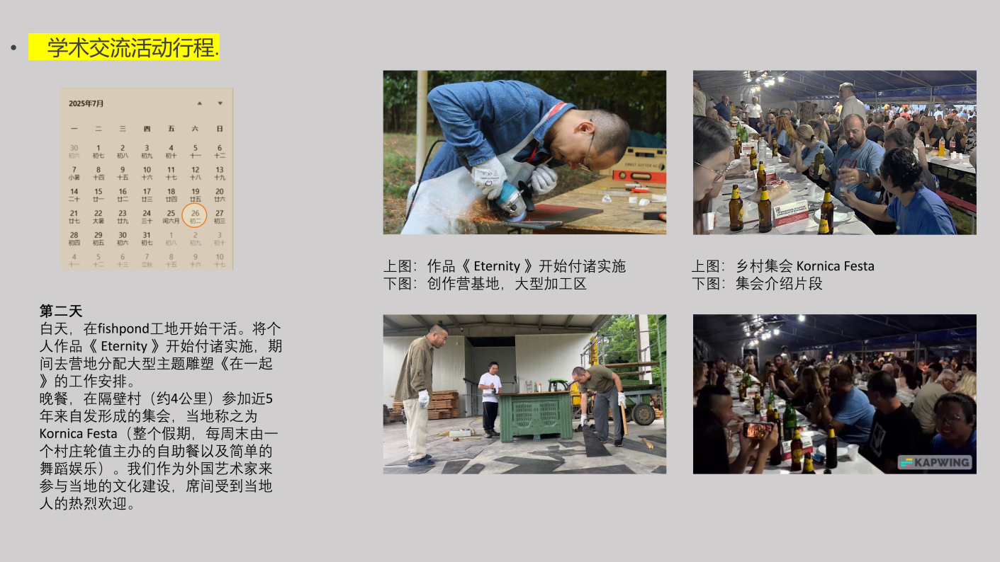 • 学术交流活动行程.
2025年7月 ▲ ▼
一 二 三 四 五 六 日
30 1 2 3 4 5 6
初六 初七 初八 初九 初十 十一 十二
7 8 9 10 11 12 13
小暑 十四 十五 十六 十七 十八 十九
14 15 16 17 18 19 20
二十 廿一 廿二 廿三 廿四 廿五 廿六
21 22 23 24 25 26 27
廿七 大暑 廿九 三十 闰六月 初二 初三
28 29 30 31 1 2 3
初四 初五 初六 初七 初八 初九 初十
4 5 6 7 8 9 10
十一 十二 十三 立秋 十五 十六 十七
第二天
白天，在fishpond工地开始干活。将个
人作品《 Eternity 》开始付诸实施，期
间去营地分配大型主题雕塑《在一起
》的工作安排。
晚餐，在隔壁村（约4公里）参加近5
年来自发形成的集会，当地称之为
Kornica Festa（整个假期，每周末由一
个村庄轮值主办的自助餐以及简单的
舞蹈娱乐）。我们作为外国艺术家来
参与当地的文化建设，席间受到当地
人的热烈欢迎。
ERNST SUTTER AG
上图：作品《 Eternity 》开始付诸实施
下图：创作营基地，大型加工区
上图：乡村集会 Kornica Festa
下图：集会介绍片段
KAPWING